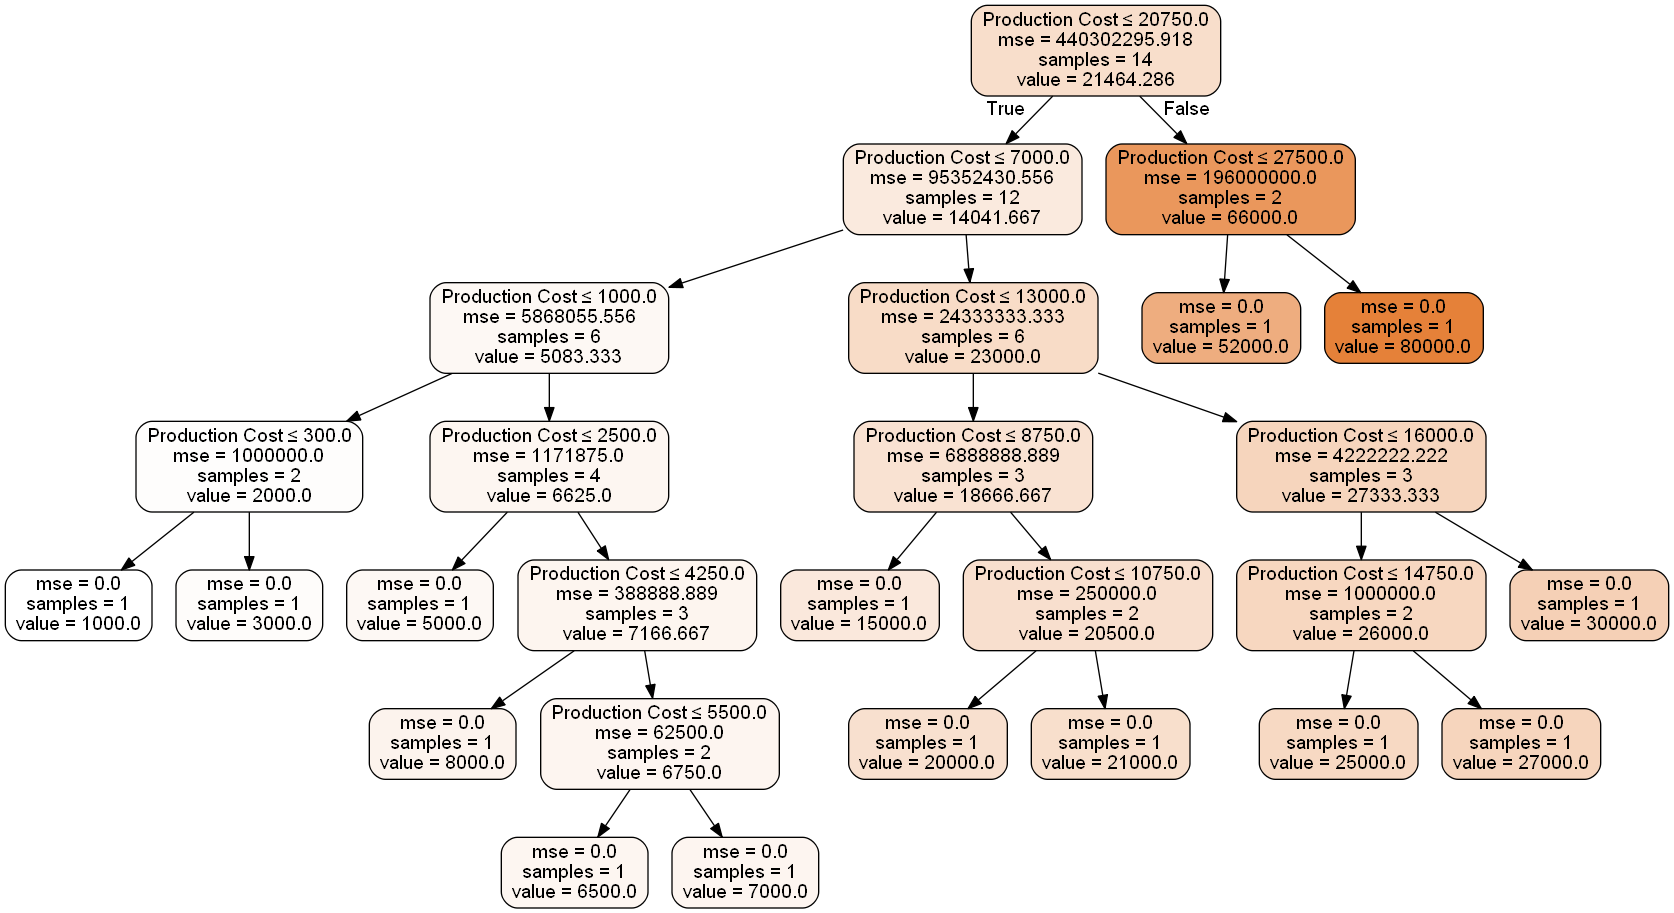 Production Cost ≤ 20750.0
mse = 440302295.918
samples = 14
value = 21464.286
True
False
Production Cost ≤ 7000.0
mse = 95352430.556
samples = 12
value = 14041.667
Production Cost ≤ 27500.0
mse = 196000000.0
samples = 2
value = 66000.0
Production Cost ≤ 1000.0
mse = 5868055.556
samples = 6
value = 5083.333
Production Cost ≤ 13000.0
mse = 24333333.333
samples = 6
value = 23000.0
mse = 0.0
samples = 1
value = 52000.0
mse = 0.0
samples = 1
value = 80000.0
Production Cost ≤ 300.0
mse = 1000000.0
samples = 2
value = 2000.0
Production Cost ≤ 2500.0
mse = 1171875.0
samples = 4
value = 6625.0
Production Cost ≤ 8750.0
mse = 6888888.889
samples = 3
value = 18666.667
Production Cost ≤ 16000.0
mse = 4222222.222
samples = 3
value = 27333.333
mse = 0.0
samples = 1
value = 1000.0
mse = 0.0
samples = 1
value = 3000.0
mse = 0.0
samples = 1
value = 5000.0
Production Cost ≤ 4250.0
mse = 388888.889
samples = 3
value = 7166.667
mse = 0.0
samples = 1
value = 15000.0
Production Cost ≤ 10750.0
mse = 250000.0
samples = 2
value = 20500.0
Production Cost ≤ 14750.0
mse = 1000000.0
samples = 2
value = 26000.0
mse = 0.0
samples = 1
value = 30000.0
mse = 0.0
samples = 1
value = 8000.0
Production Cost ≤ 5500.0
mse = 62500.0
samples = 2
value = 6750.0
mse = 0.0
samples = 1
value = 20000.0
mse = 0.0
samples = 1
value = 21000.0
mse = 0.0
samples = 1
value = 25000.0
mse = 0.0
samples = 1
value = 27000.0
mse = 0.0
samples = 1
value = 6500.0
mse = 0.0
samples = 1
value = 7000.0